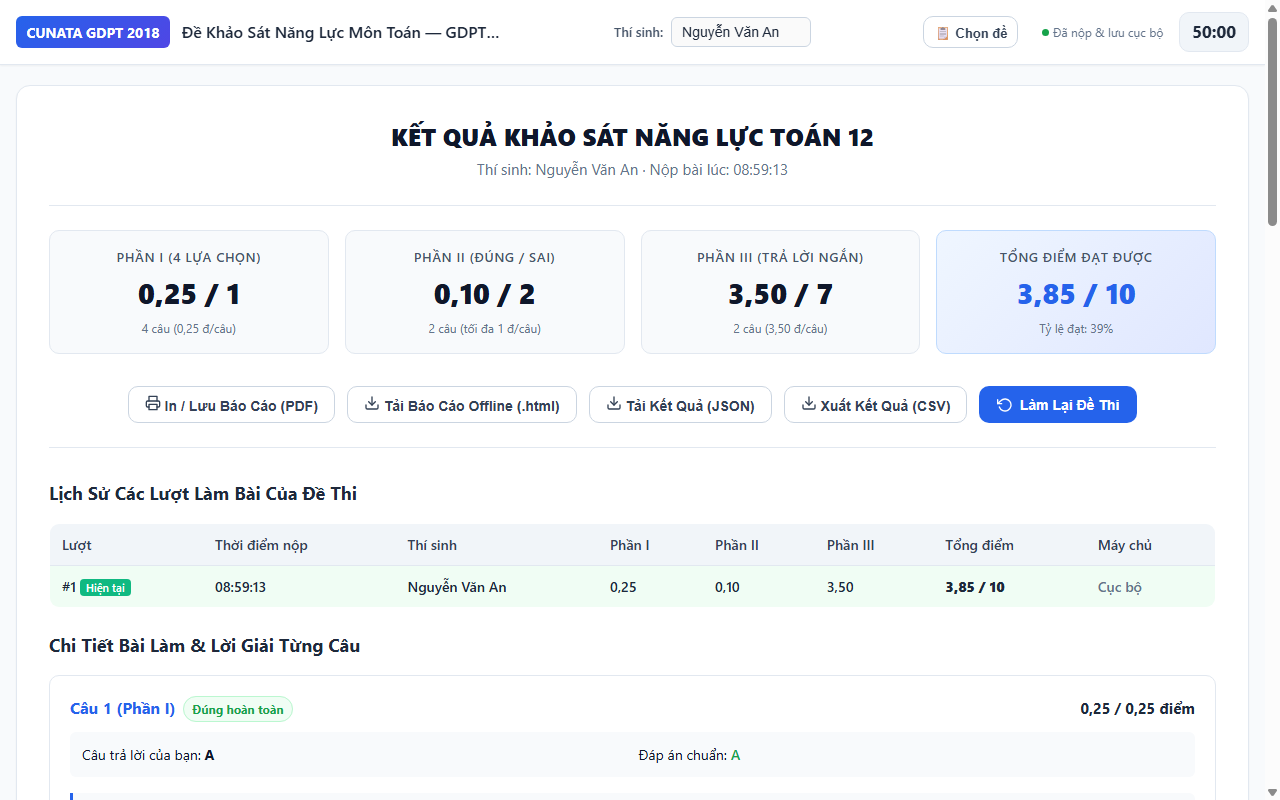 CUNATA GDPT 2018 Đề Khảo Sát Năng Lực Môn Toán — GDPT... Thí sinh: Nguyễn Văn An Chọn đề Đã nộp & lưu cục bộ 50:00
KẾT QUẢ KHẢO SÁT NĂNG LỰC TOÁN 12
Thí sinh: Nguyễn Văn An · Nộp bài lúc: 08:59:13
PHẦN I (4 LỰA CHỌN)
0,25 / 1
4 câu (0,25 đ/câu)
PHẦN II (ĐÚNG / SAI)
0,10 / 2
2 câu (tối đa 1 đ/câu)
PHẦN III (TRẢ LỜI NGẮN)
3,50 / 7
2 câu (3,50 đ/câu)
TỔNG ĐIỂM ĐẠT ĐƯỢC
3,85 / 10
Tỷ lệ đạt: 39%
In / Lưu Báo Cáo (PDF) Tải Báo Cáo Offline (.html) Tải Kết Quả (JSON) Xuất Kết Quả (CSV) Làm Lại Đề Thi
Lịch Sử Các Lượt Làm Bài Của Đề Thi
Lượt Thời điểm nộp Thí sinh Phần I Phần II Phần III Tổng điểm Máy chủ
#1 Hiện tại 08:59:13 Nguyễn Văn An 0,25 0,10 3,50 3,85 / 10 Cục bộ
Chi Tiết Bài Làm & Lời Giải Từng Câu
Câu 1 (Phần I) Đúng hoàn toàn 0,25 / 0,25 điểm
Câu trả lời của bạn: A Đáp án chuẩn: A